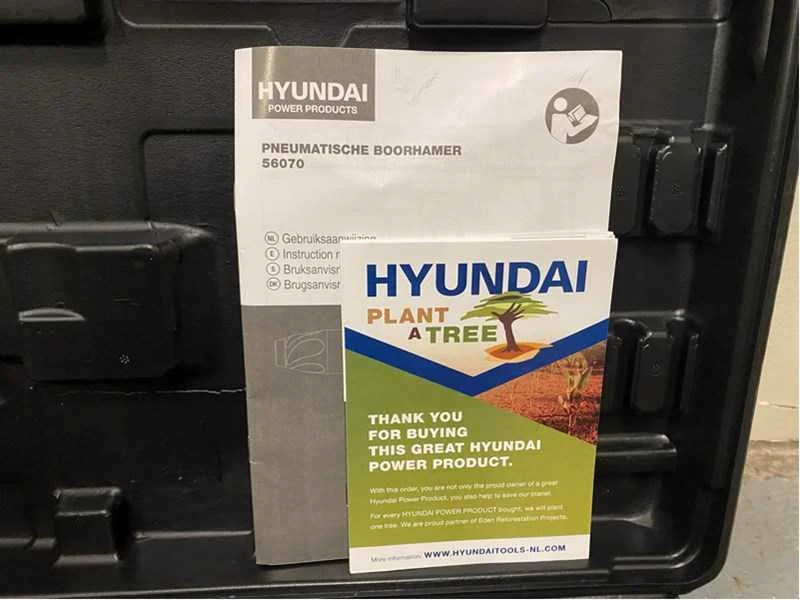 HYUNDAI
POWER PRODUCTS
PNEUMATISCHE BOORHAMER
56070
NL Gebruiksaanwijzing
E Instruction
S Bruksanvisn
DK Brugsanvisn
HYUNDAI
PLANT
A TREE
THANK YOU
FOR BUYING
THIS GREAT HYUNDAI
POWER PRODUCT.
With this order, you are not only the proud owner of a great
Hyundai Power Product, you also help to save our planet.
For every HYUNDAI POWER PRODUCT bought, we will plant
one tree. We are proud partner of Eden Reforestation Projects.
More information: WWW.HYUNDAITOOLS-NL.COM